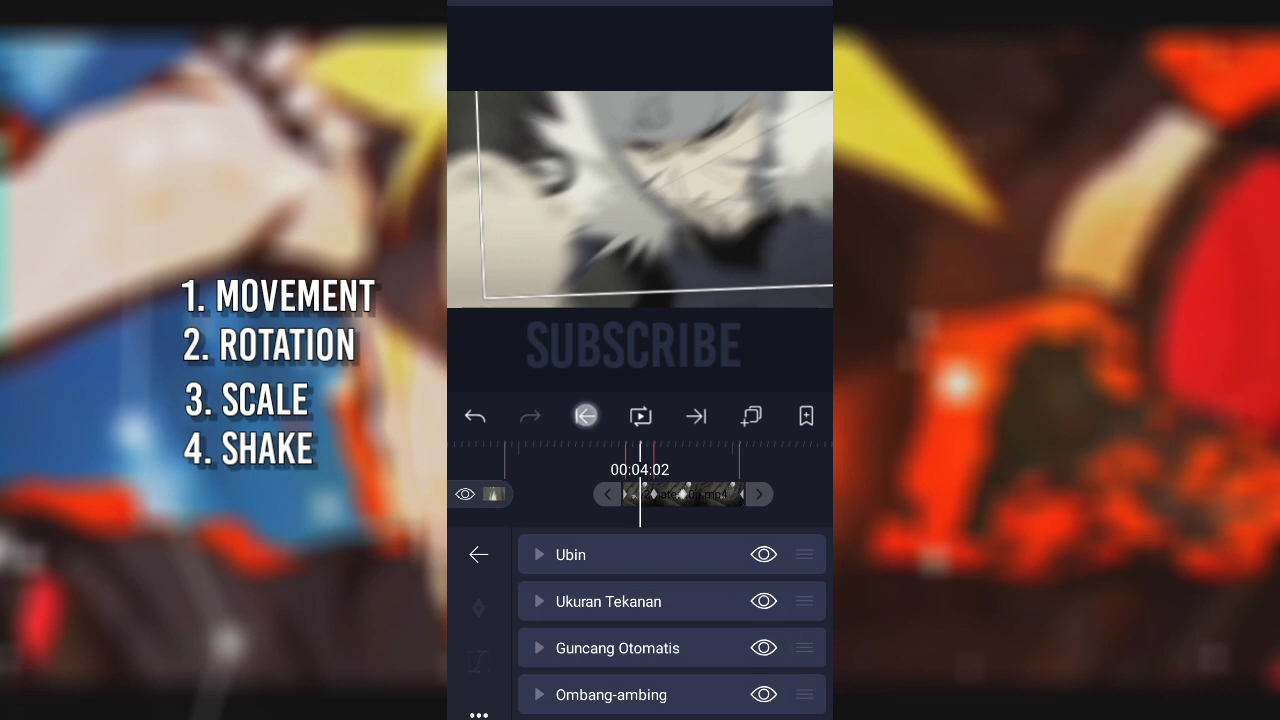 1. MOVEMENT
2. ROTATION
3. SCALE
4. SHAKE
SUBSCRIBE
00:04:02
Ubin
Ukuran Tekanan
Guncang Otomatis
Ombang-ambing